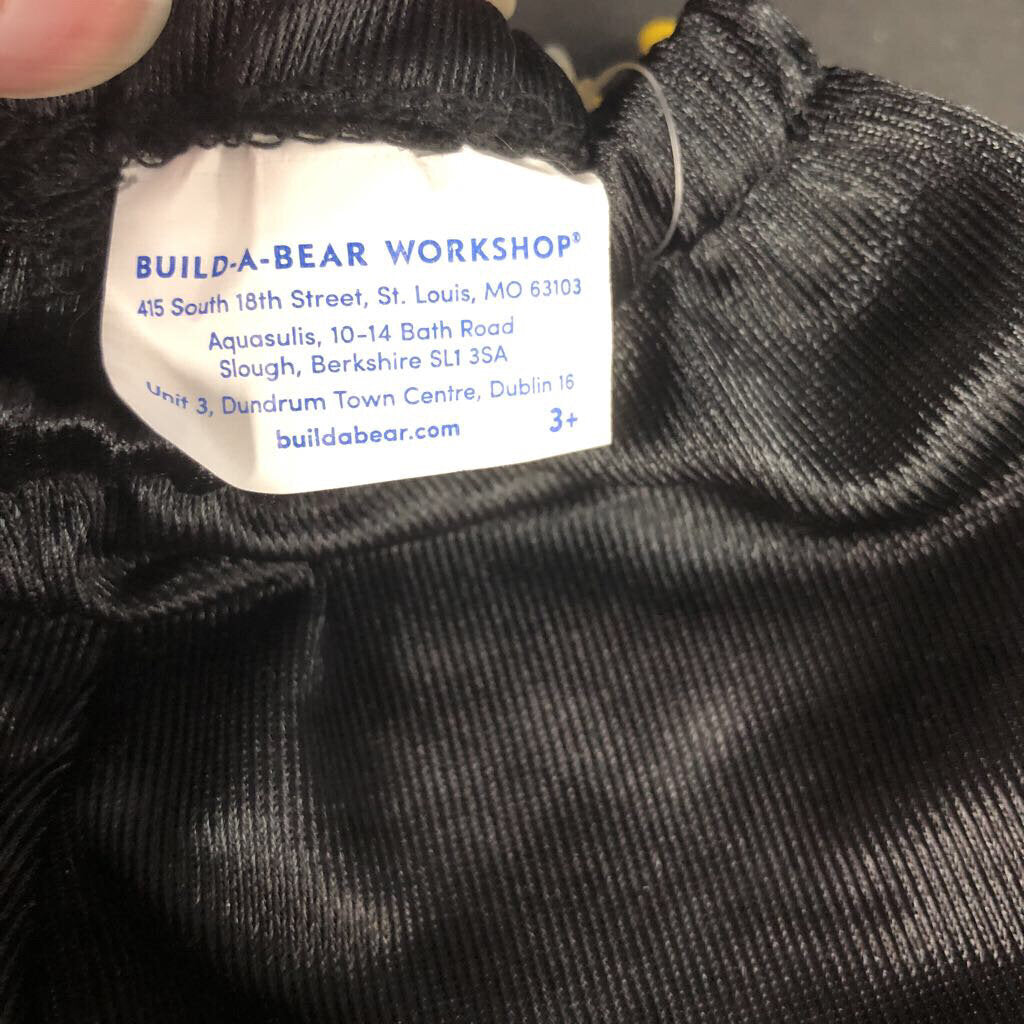 BUILD-A-BEAR WORKSHOP®
415 South 18th Street, St. Louis, MO 63103
Aquasulis, 10-14 Bath Road
Slough, Berkshire SL1 3SA
Unit 3, Dundrum Town Centre, Dublin 16
buildabear.com 3+